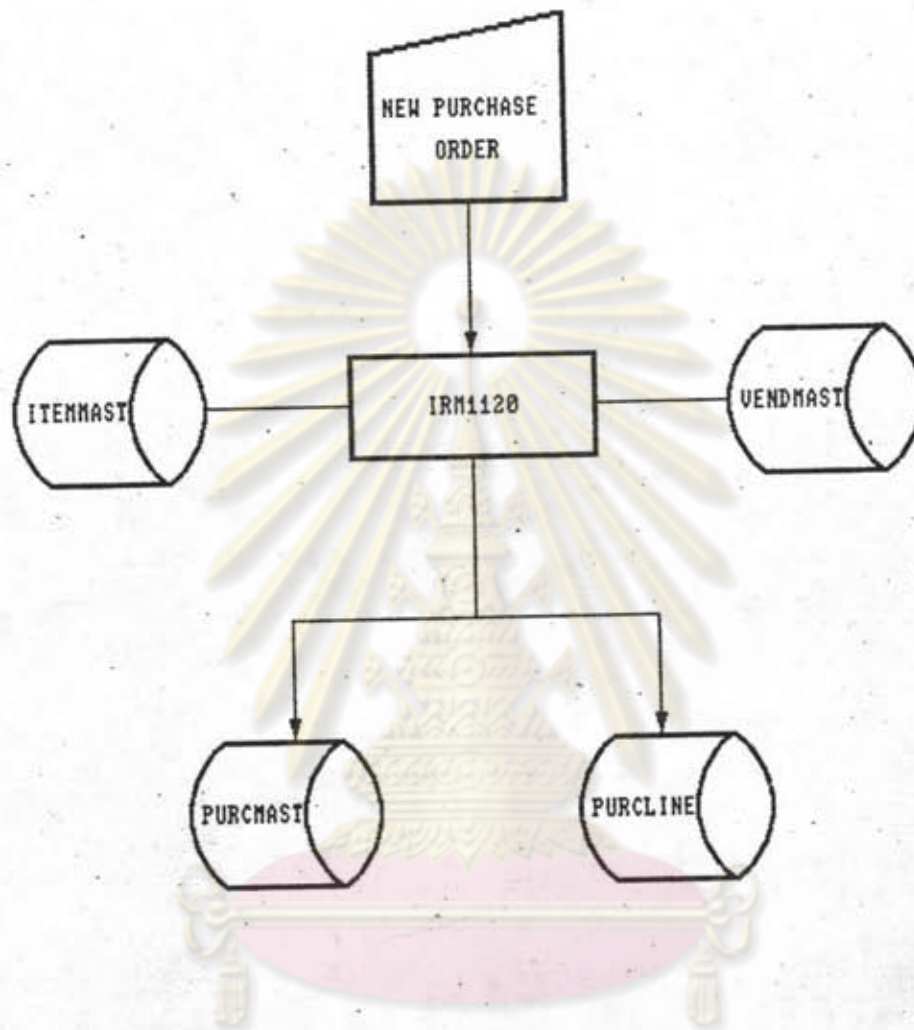 NEW PURCHASE
ORDER
ITEMMAST
IRM1120
VENDMAST
PURCMAST
PURCLINE